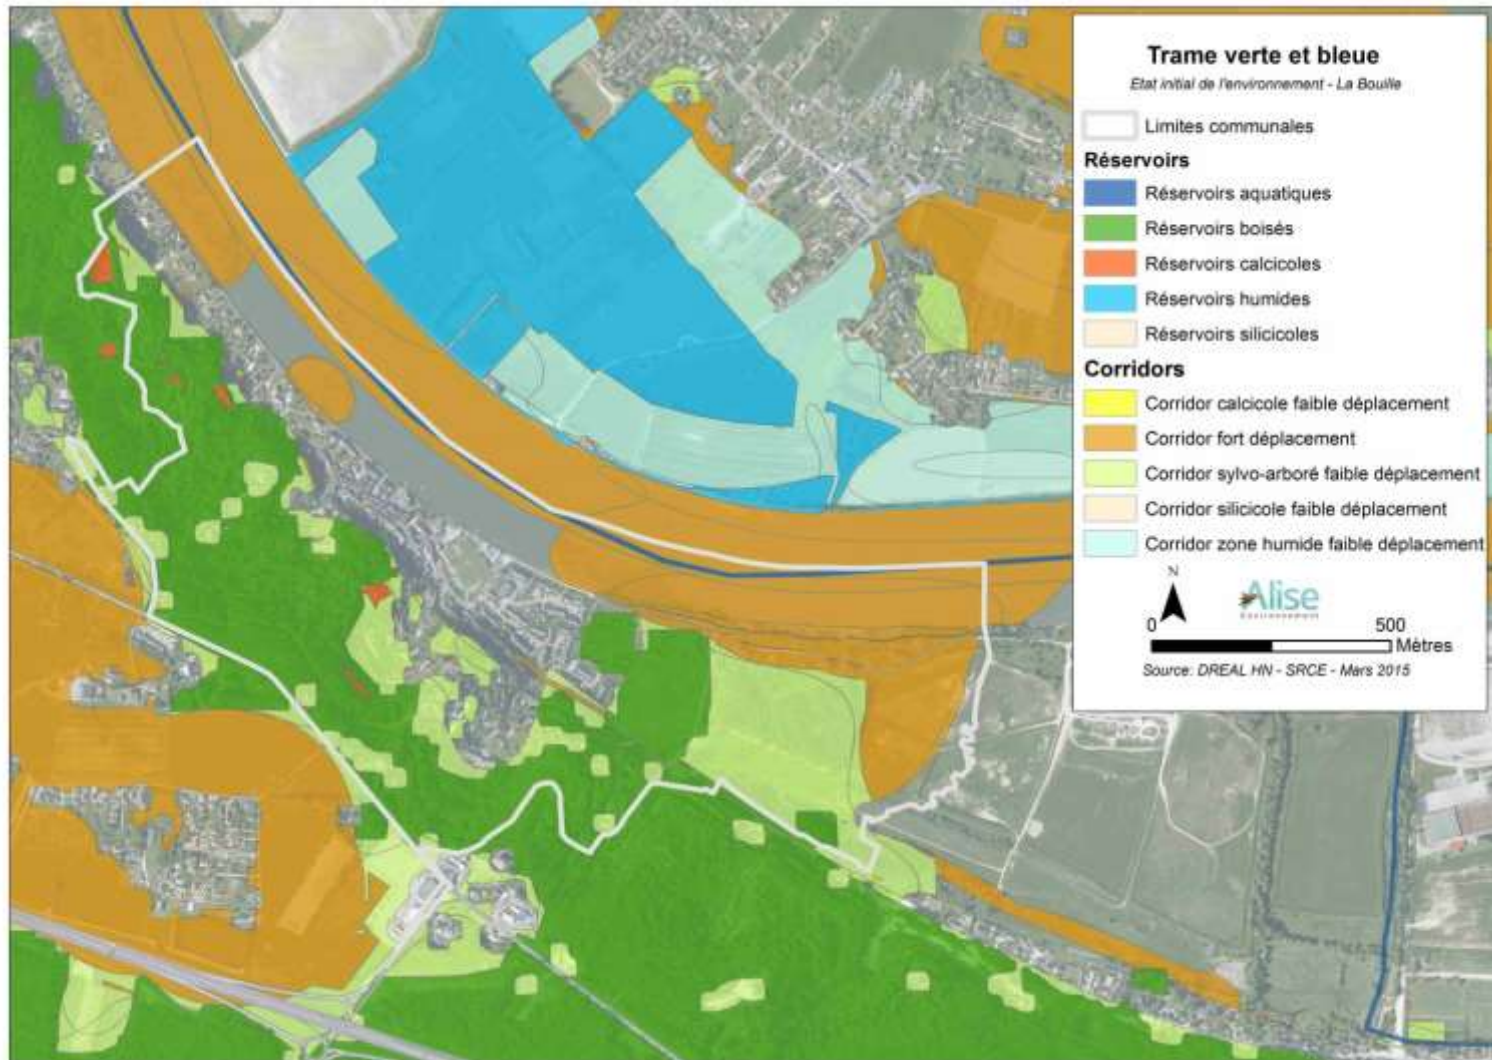 Trame verte et bleue
Etat initial de l'environnement - La Bouille
Limites communales
Réservoirs
Réservoirs aquatiques
Réservoirs boisés
Réservoirs calcicoles
Réservoirs humides
Réservoirs silicicoles
Corridors
Corridor calcicole faible déplacement
Corridor fort déplacement
Corridor sylvo-arboré faible déplacement
Corridor silicicole faible déplacement
Corridor zone humide faible déplacement
N
Alise
Environnement
0 500
Mètres
Source: DREAL HN - SRCE - Mars 2015